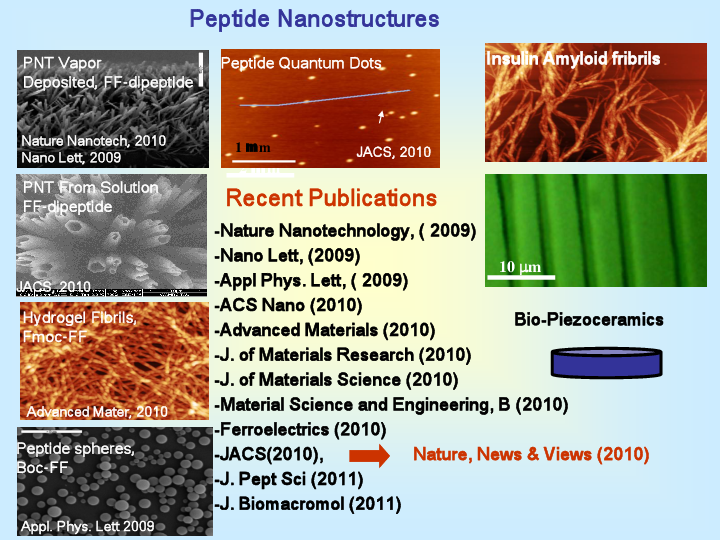 Peptide Nanostructures
PNT Vapor
Deposited, FF-dipeptide
Nature Nanotech, 2010
Nano Lett, 2009
Peptide Quantum Dots
JACS, 2010
Insulin Amyloid fribrils
PNT From Solution
FF-dipeptide
JACS, 2010
Recent Publications
-Nature Nanotechnology, ( 2009)
-Nano Lett, (2009)
-Appl Phys. Lett, ( 2009)
-ACS Nano (2010)
-Advanced Materials (2010)
-J. of Materials Research (2010)
-J. of Materials Science (2010)
-Material Science and Engineering, B (2010)
-Ferroelectrics (2010)
-JACS(2010),
Nature, News & Views (2010)
-J. Pept Sci (2011)
-J. Biomacromol (2011)
10 μm
Bio-Piezoceramics
Hydrogel Fibrils,
Fmoc-FF
Advanced Mater, 2010
Peptide spheres,
Boc-FF
Appl. Phys. Lett 2009